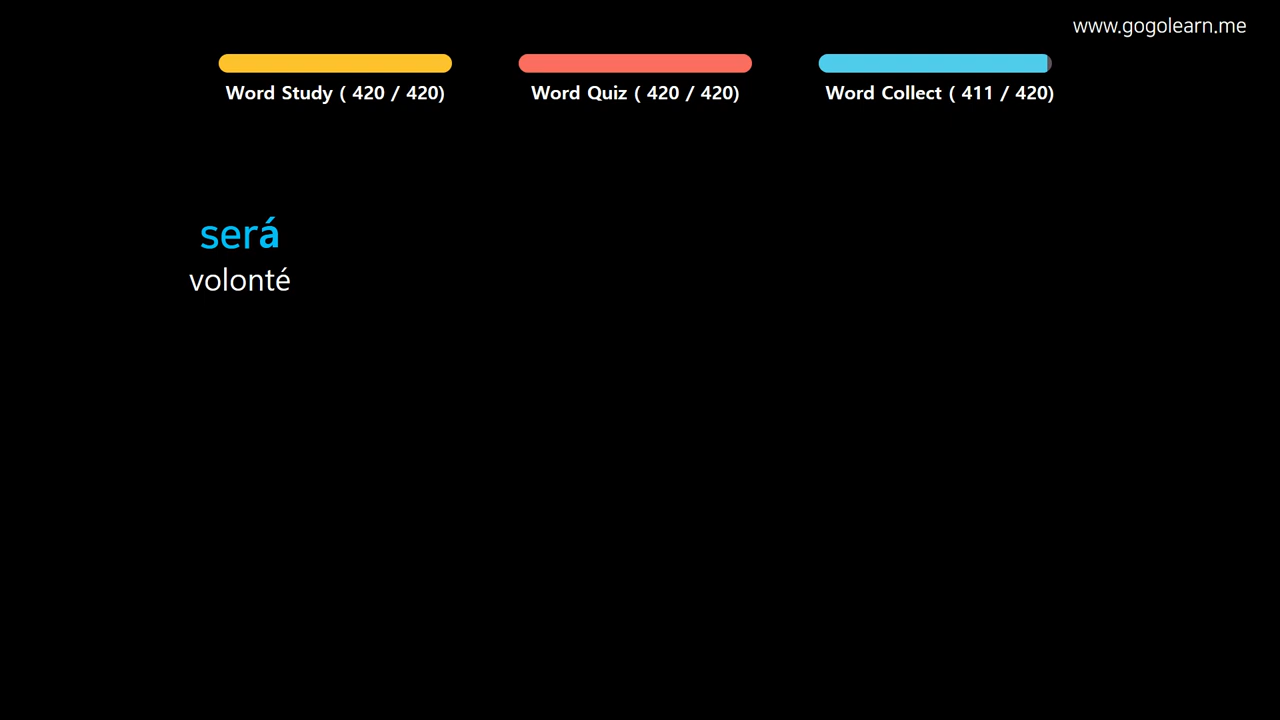 www.gogolearn.me
Word Study ( 420 / 420)
Word Quiz ( 420 / 420)
Word Collect ( 411 / 420)
será
volonté